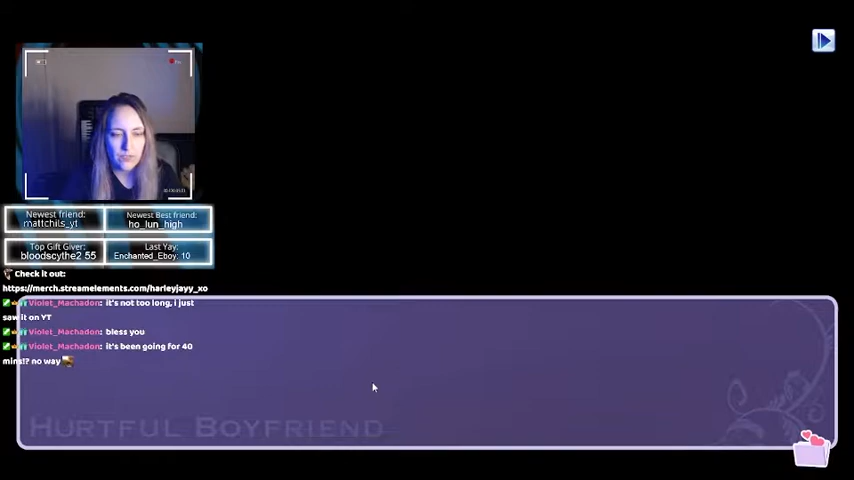 Newest friend:
mattchils_yt
Newest Best friend:
ho_lun_high
Top Gift Giver:
bloodscythe2 55
Last Yay:
Enchanted_Eboy: 10
Check it out:
https://merch.streamelements.com/harleyjayy_xo
Violet_Machadon: it's not too long, i just
saw it on YT
Violet_Machadon: bless you
Violet_Machadon: it's been going for 40
mins!? no way
Hurtful Boyfriend